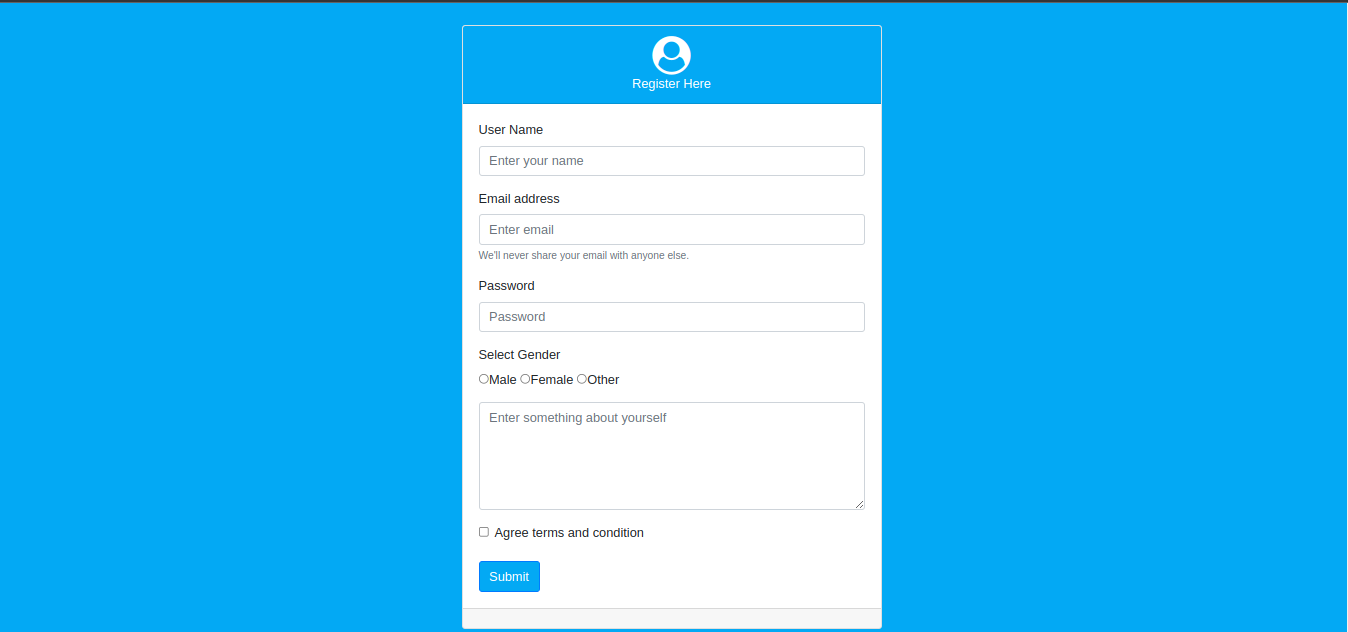 Register Here
User Name
Enter your name
Email address
Enter email
We'll never share your email with anyone else.
Password
Password
Select Gender
Male Female Other
Enter something about yourself
Agree terms and condition
Submit